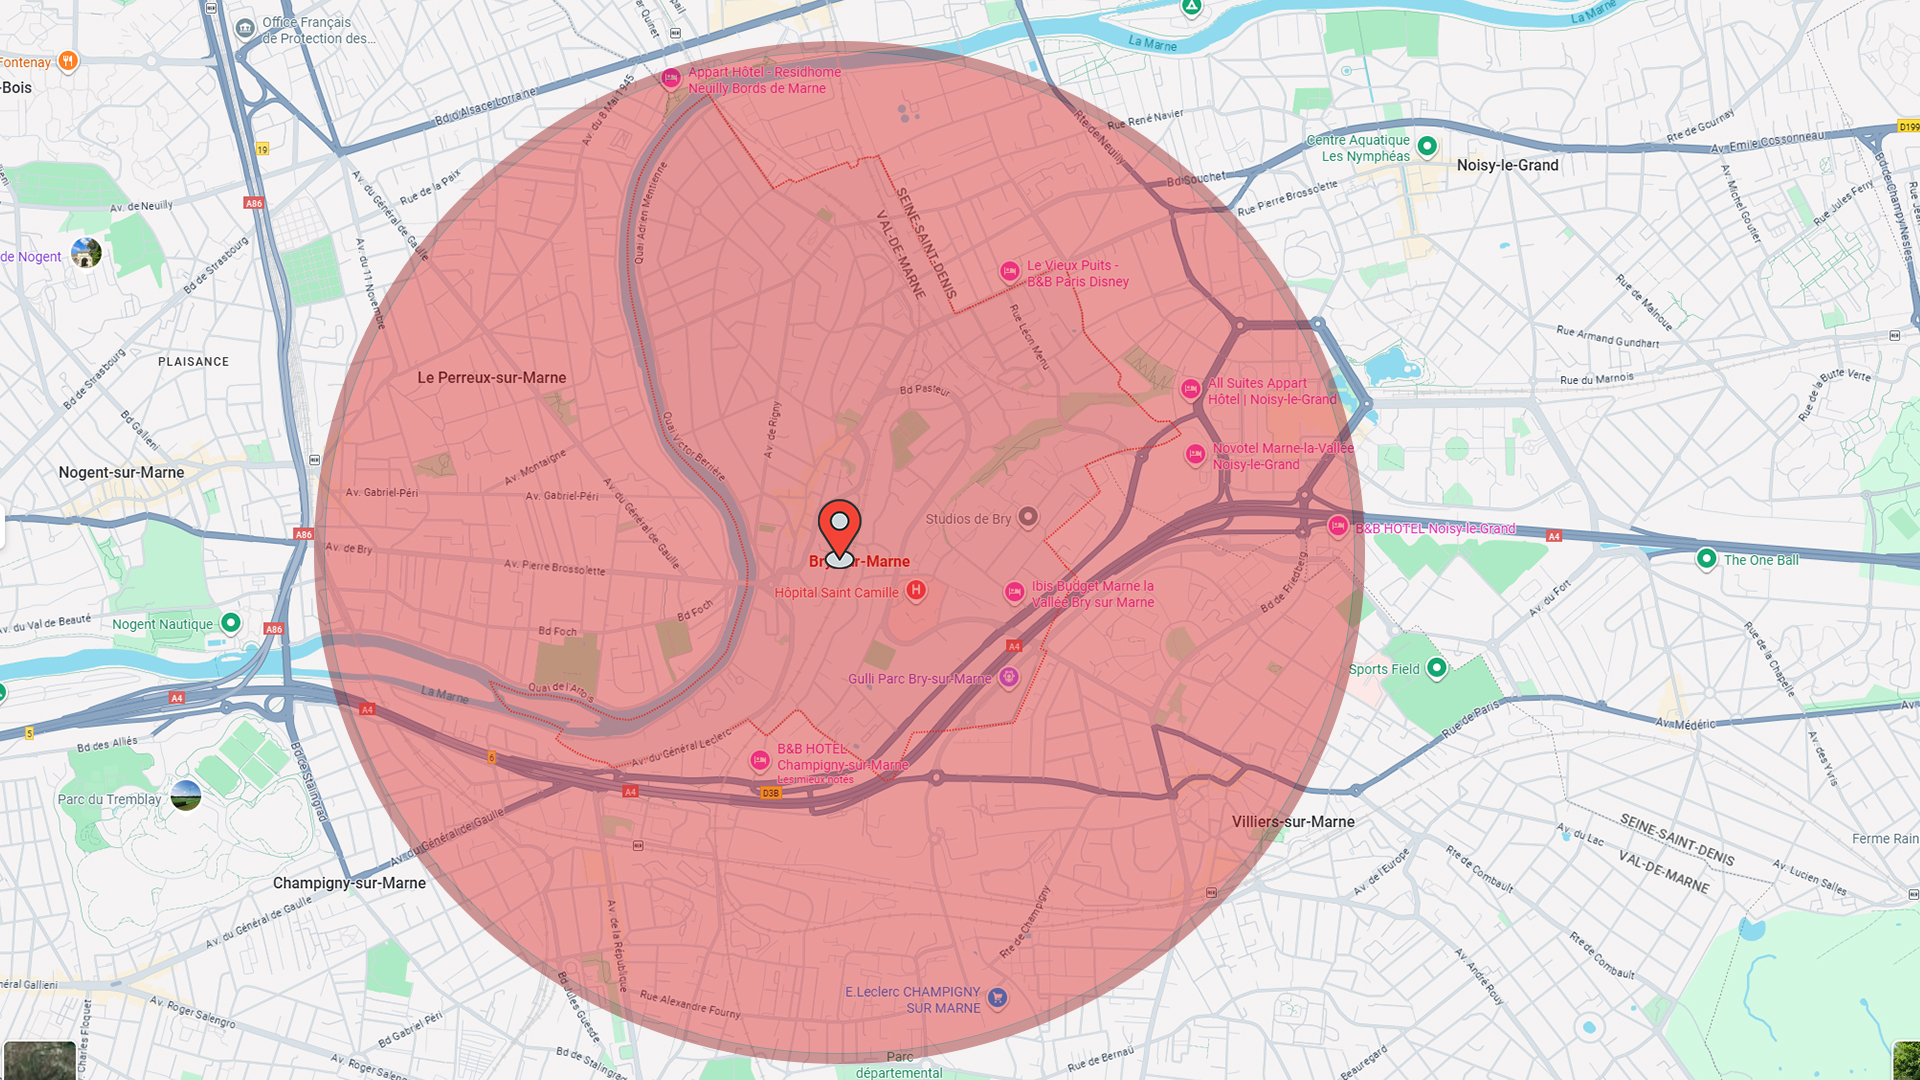 Office Français
de Protection des...
Fontenay
-Bois
Bd d'Alsace Lorraine
Av. du 8 Mai 1945
Appart Hôtel - Residhome
Neuilly Bords de Marne
La Marne
La Marne
Rte de Neuilly
Rue René Navier
Centre Aquatique
Les Nymphéas
Noisy-le-Grand
Rte de Gournay
Av. Emile Cossonneau
D199
19
A86
Av. de Neuilly
Rue de la Paix
Av. du Général de Gaulle
Quai Adrien Mentienne
Bd Souchet
Rue Pierre Brossolette
Av. Michel Goutier
Rue Jules Ferry
Bd de Champy Nesles
de Nogent
Bd de Strasbourg
Av. du 11 Novembre
SEINE-SAINT-DENIS
VAL-DE-MARNE
Le Vieux Puits -
B&B Paris Disney
Rue Léon Menu
Rue de Malnoue
Rue Armand Gundhart
PLAISANCE
Bd de Strasbourg
Le Perreux-sur-Marne
Bd Pasteur
All Suites Appart
Hôtel | Noisy-le-Grand
Rue du Marnois
Rue de la Butte Verte
Bd Gallieni
Av. de Rigny
Quai Victor Berrière
Nogent-sur-Marne
Av. Montaigne
Av. Gabriel-Péri
Av. Gabriel-Péri
Av. du Général de Gaulle
Novotel Marne-la-Vallée
Noisy-le-Grand
Studios de Bry
B&B HOTEL Noisy-le-Grand
A4
A86
Av. de Bry
Av. Pierre Brossolette
Bry-sur-Marne
Hôpital Saint Camille
Ibis Budget Marne la
Vallée Bry sur Marne
Bd de Friedberg
Av. du Fort
The One Ball
Av. du Val de Beauté
Nogent Nautique
A86
Bd Foch
Bd Foch
A4
Gulli Parc Bry-sur-Marne
Sports Field
Rue de la Chapelle
A4
La Marne
Quai de l'Artois
A4
Rue de Paris
Av. Médéric
Av.
5
Bd des Alliés
6
Av. du Général Leclerc
B&B HOTEL
Champigny-sur-Marne
Les mieux notés
D3B
A4
Av. des Yvris
Bd de Stalingrad
Parc du Tremblay
Av. du Général de Gaulle
Villiers-sur-Marne
SEINE-SAINT-DENIS
VAL-DE-MARNE
Av. du Lac
Ferme Rain
Champigny-sur-Marne
Av. de l'Europe
Rte de Combault
Av. Lucien Salles
Av. du Général de Gaulle
Av. de la République
Rte de Champigny
Rte de Combault
Av. André Rouy
néral Gallieni
Av. Roger Salengro
Bd Jules Guesde
Rue Alexandre Fourny
E.Leclerc CHAMPIGNY
SUR MARNE
Bd Gabriel Péri
Charles Floquet
Av. Roger Salengro
Bd de Stalingrad
Parc
départemental
Rue de Bernaü
Beauregard